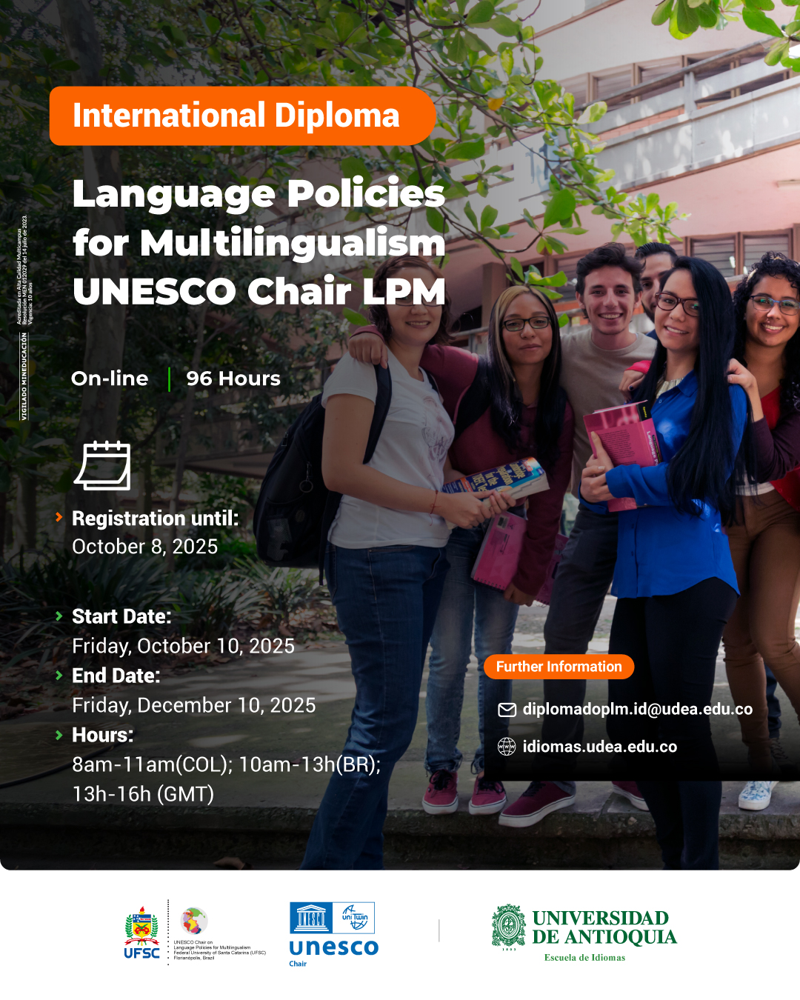 International Diploma
Language Policies
for Multilingualism
UNESCO Chair LPM
Acreditada en Alta Calidad Multicampus
Resolución MEN 012029 del 14 julio de 2023.
Vigencia: 10 años
VIGILADO MINEDUCACIÓN
On-line | 96 Hours
Registration until:
October 8, 2025
Start Date:
Friday, October 10, 2025
End Date:
Friday, December 10, 2025
Hours:
8am-11am(COL); 10am-13h(BR);
13h-16h (GMT)
Further Information
diplomadoplm.id@udea.edu.co
www
idiomas.udea.edu.co
UFSC
UNESCO Chair on
Language Policies for Multilingualism
Federal University of Santa Catarina (UFSC)
Florianópolis, Brazil
UNESCO
uniTwin
unesco
Chair
1803
UNIVERSIDAD
DE ANTIOQUIA
Escuela de Idiomas